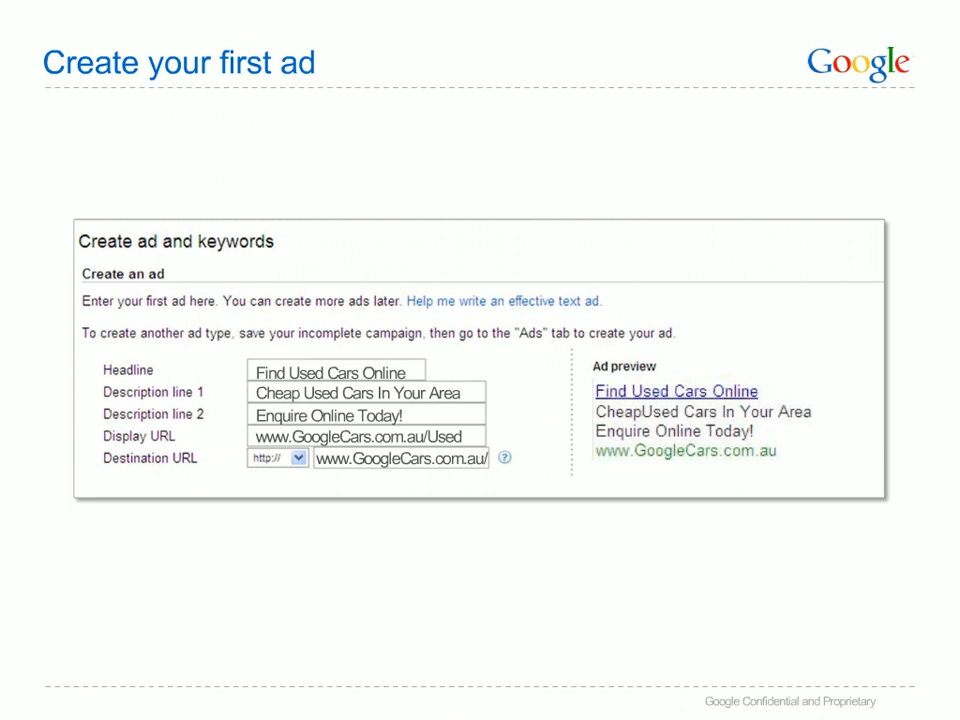 Create your first ad
Google
Create ad and keywords
Create an ad
Enter your first ad here. You can create more ads later. Help me write an effective text ad.
To create another ad type, save your incomplete campaign, then go to the "Ads" tab to create your ad.
Headline Find Used Cars Online
Description line 1 Cheap Used Cars In Your Area
Description line 2 Enquire Online Today!
Display URL www.GoogleCars.com.au/Used
Destination URL http:// www.GoogleCars.com.au/ ?
Ad preview
Find Used Cars Online
CheapUsed Cars In Your Area
Enquire Online Today!
www.GoogleCars.com.au
Google Confidential and Proprietary